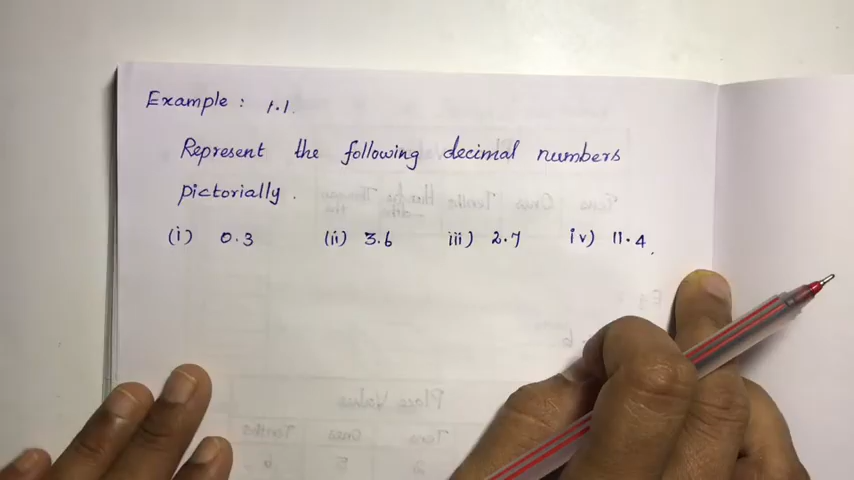 Example : 1.1.
Represent the following decimal numbers
pictorially .
(i) 0.3 (ii) 3.6 iii) 2.7 iv) 11.4